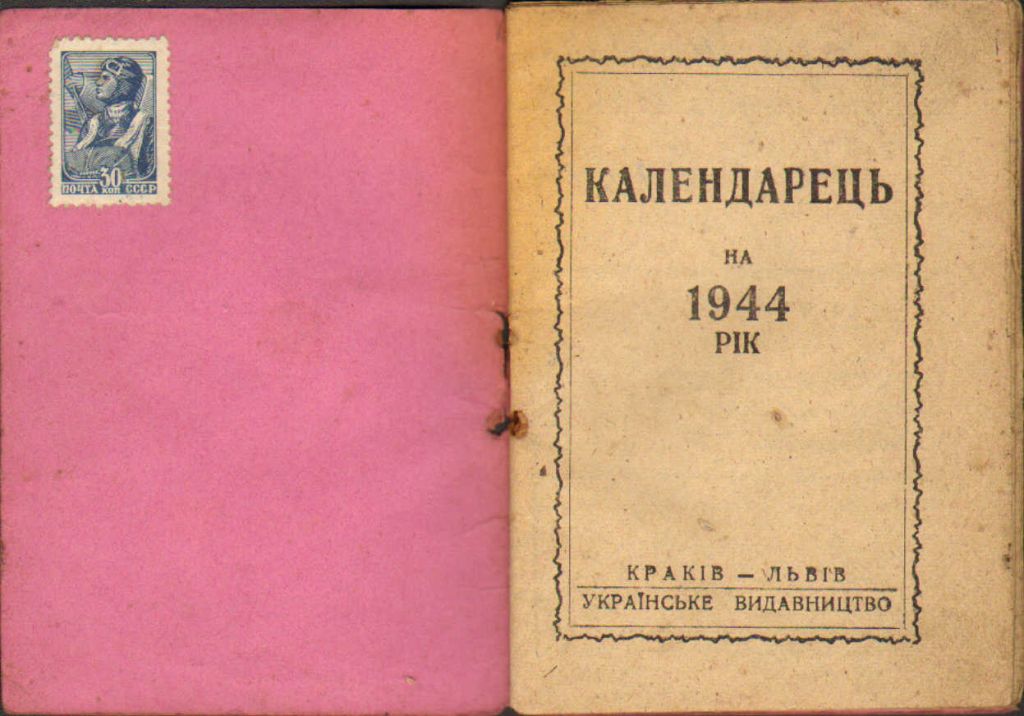 30
ПОЧТА КОП СССР
КАЛЕНДАРЕЦЬ
НА
1944
РІК
КРАКІВ – ЛЬВІВ
УКРАЇНСЬКЕ ВИДАВНИЦТВО